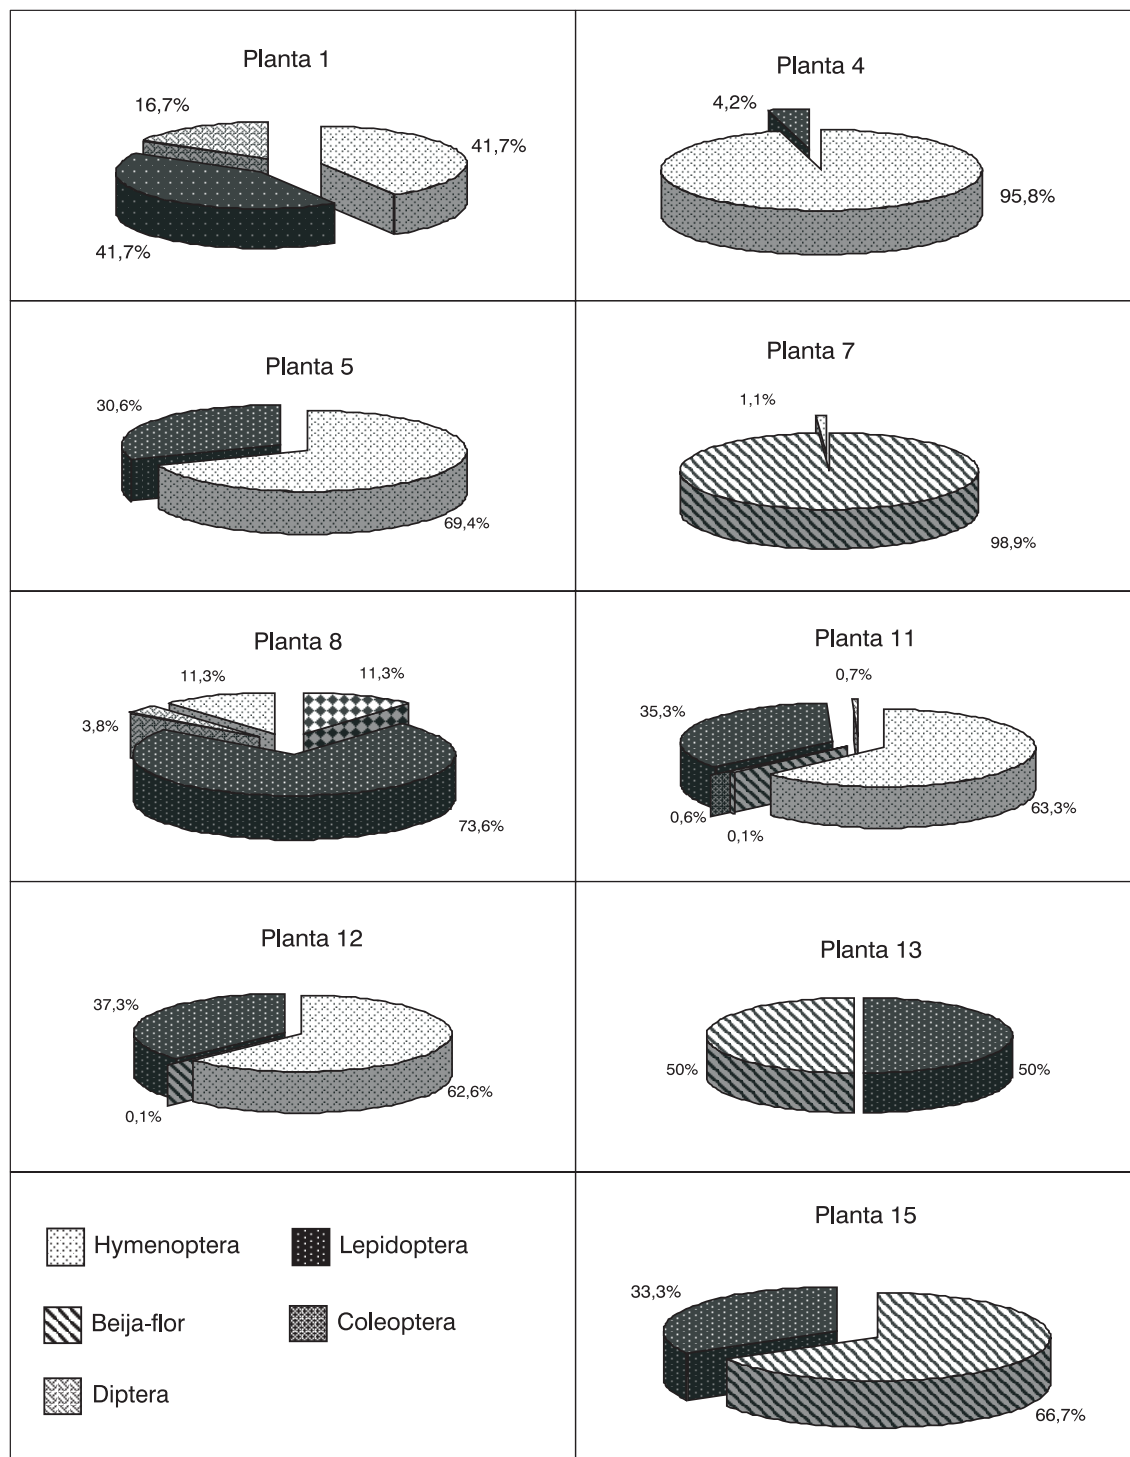 Planta 1
16,7%
41,7%
41,7%
Planta 4
4,2%
95,8%
Planta 5
30,6%
69,4%
Planta 7
1,1%
98,9%
Planta 8
11,3%
11,3%
3,8%
73,6%
Planta 11
0,7%
35,3%
0,6%
0,1%
63,3%
Planta 12
37,3%
0,1%
62,6%
Planta 13
50%
50%
Hymenoptera
Lepidoptera
Beija-flor
Coleoptera
Diptera
Planta 15
33,3%
66,7%